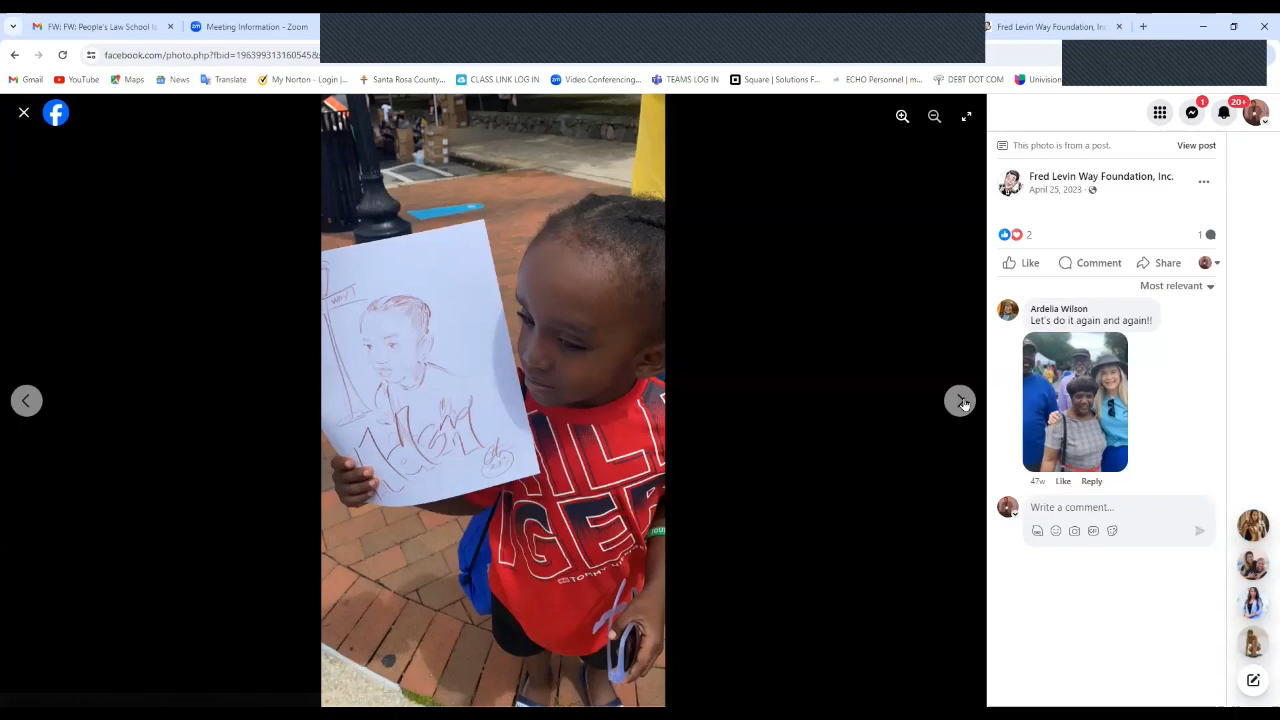 FW: FW: People's Law School Is
Meeting Information - Zoom
Fred Levin Way Foundation, Inc
facebook.com/photo.php?fbid=1963993131605458&
Gmail
YouTube
Maps
News
Translate
My Norton - Login |...
Santa Rosa County...
CLASS LINK LOG IN
Video Conferencing...
TEAMS LOG IN
Square | Solutions F...
ECHO Personnel | m...
DEBT DOT COM
Univision
1
20+
This photo is from a post.
View post
Fred Levin Way Foundation, Inc.
April 25, 2023
2
1
Like
Comment
Share
Most relevant
Ardelia Wilson
Let's do it again and again!!
47w
Like
Reply
Write a comment...
WAY
TOMMY